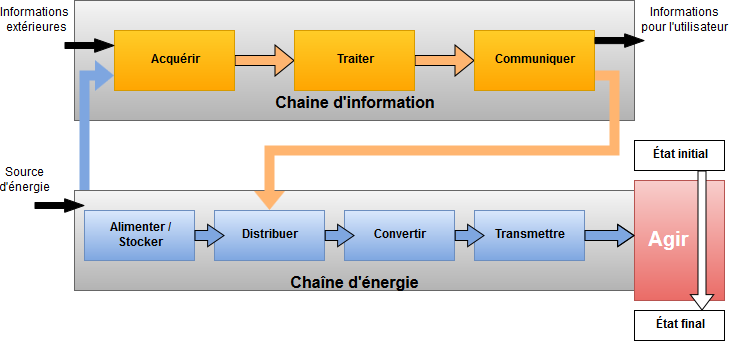 Informations
extérieures
Acquérir
Traiter
Communiquer
Informations
pour l'utilisateur
Chaine d'information
Source
d'énergie
État initial
Alimenter /
Stocker
Distribuer
Convertir
Transmettre
Agir
Chaîne d'énergie
État final